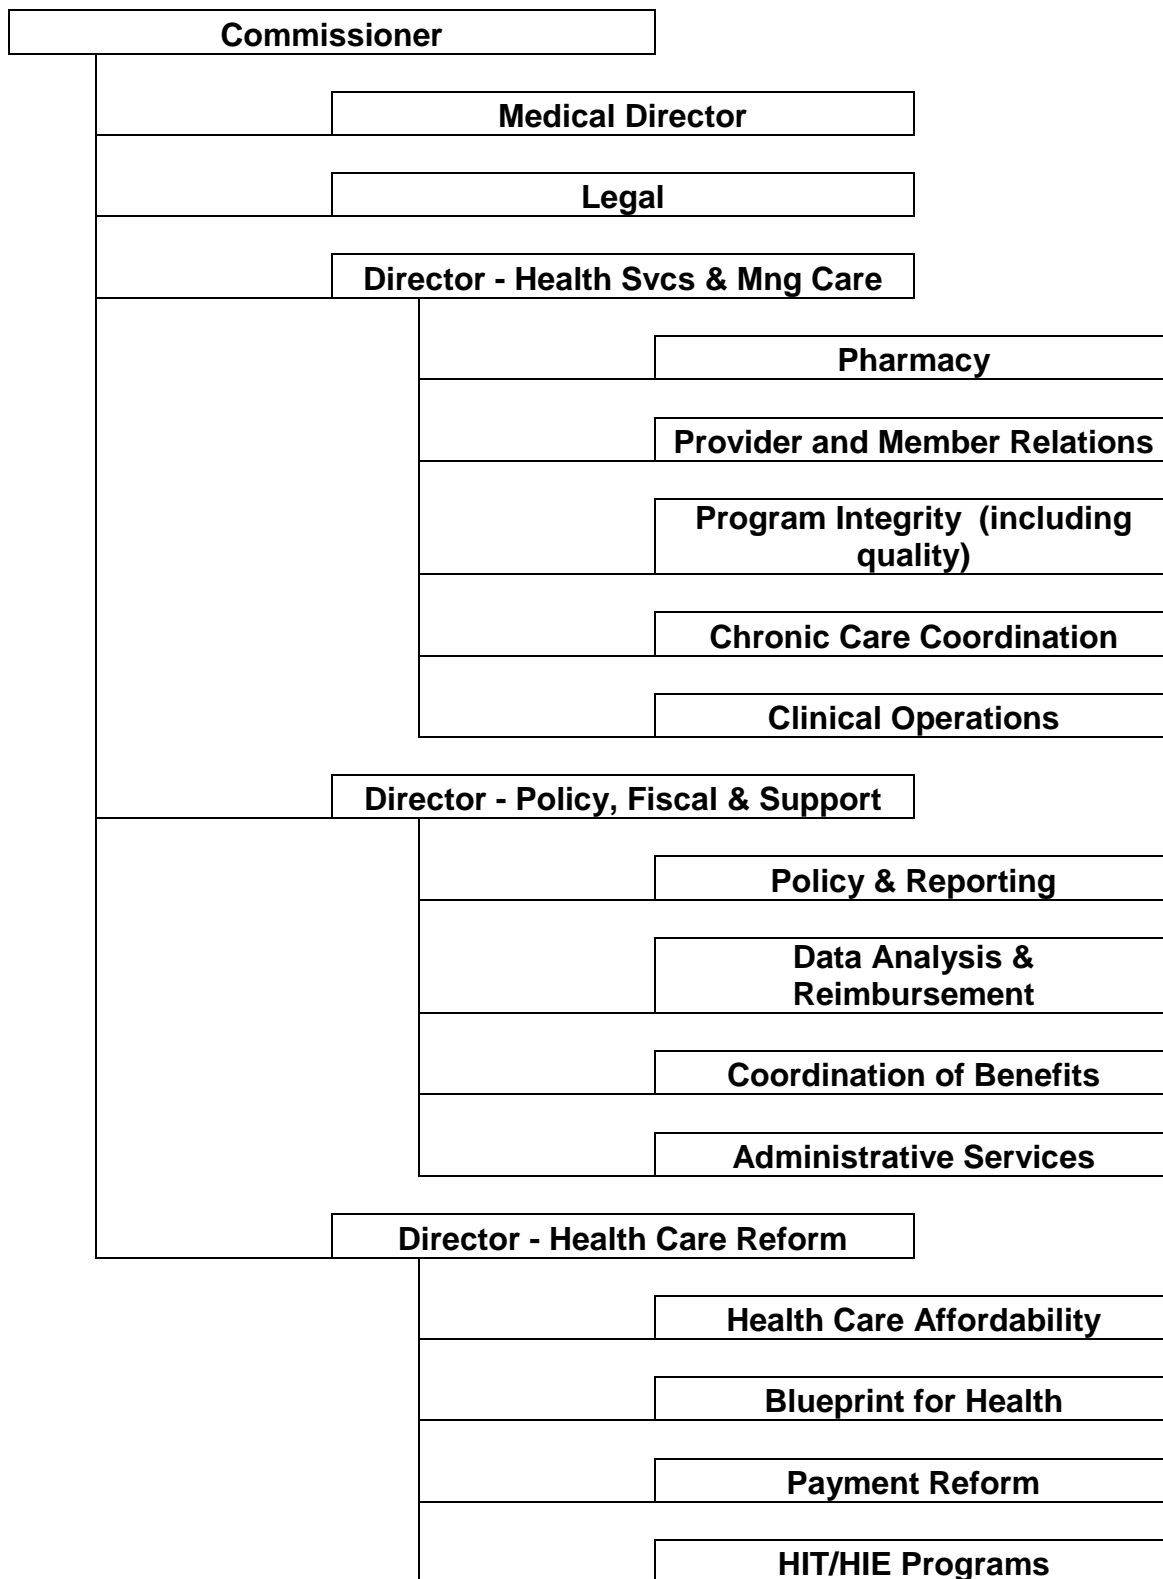 Commissioner
Medical Director
Legal
Director - Health Svcs & Mng Care
Pharmacy
Provider and Member Relations
Program Integrity  (including
quality)
Chronic Care Coordination
Clinical Operations
Director - Policy, Fiscal & Support
Policy & Reporting
Data Analysis &
Reimbursement
Coordination of Benefits
Administrative Services
Director - Health Care Reform
Health Care Affordability
Blueprint for Health
Payment Reform
HIT/HIE Programs